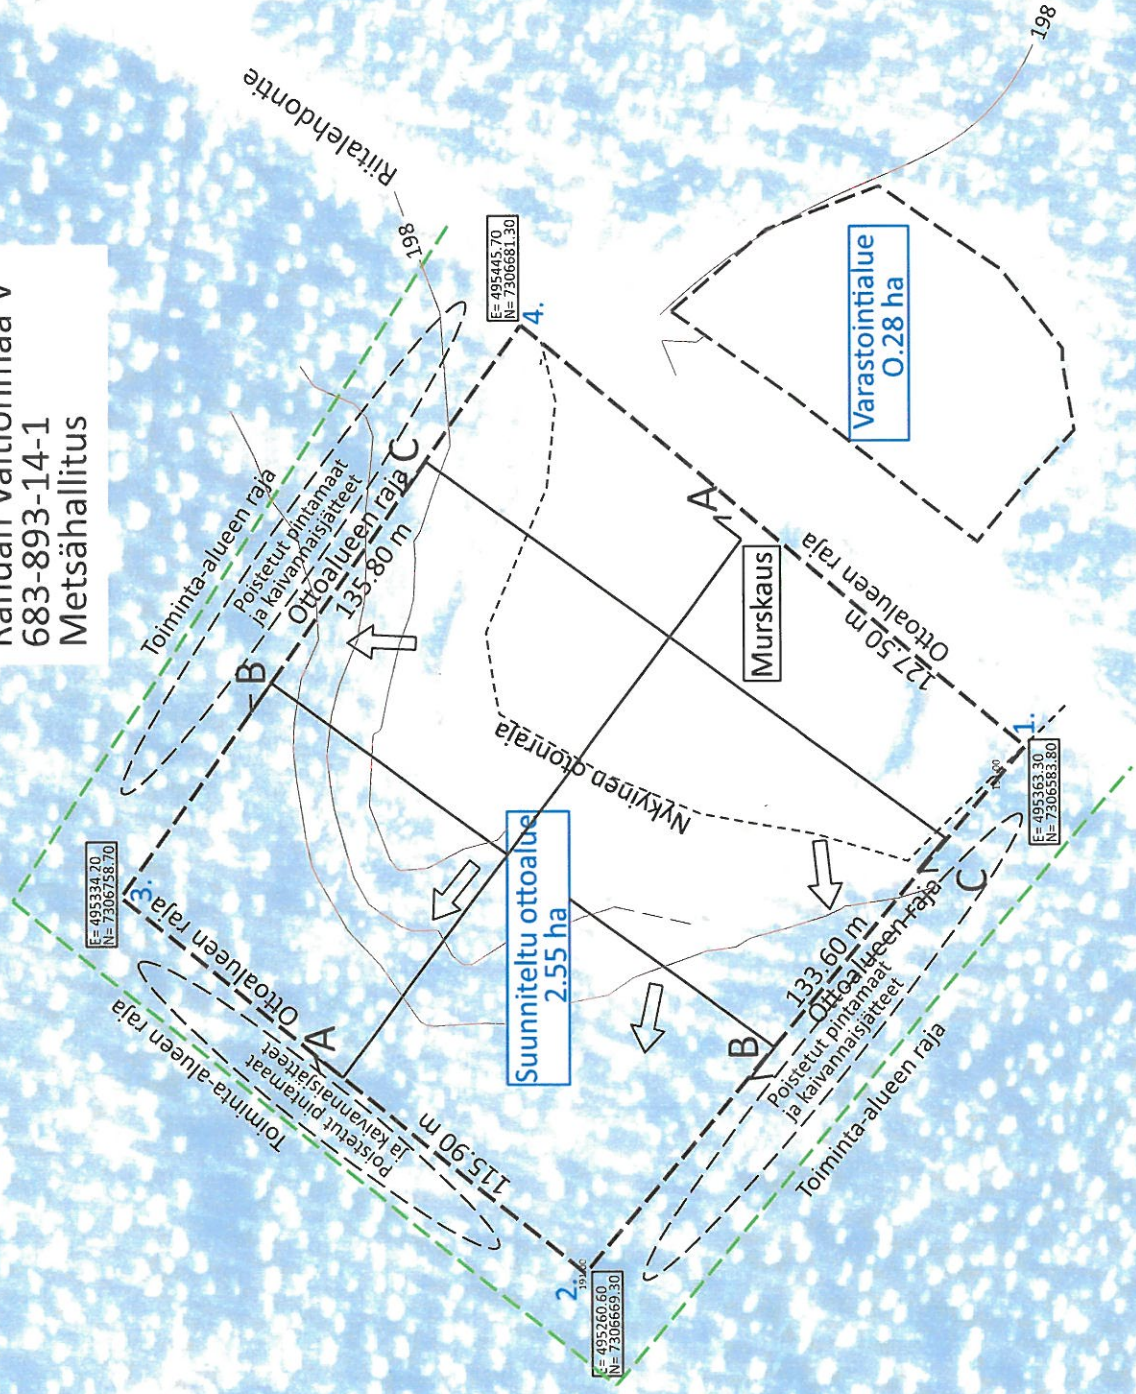 683-893-14-1
Metsähallitus
Riitalehdontie
198
198
E= 495445.70
N= 7306681.30
4.
Toiminta-alueen raja
Poistetut pintamaat
ja kaivannaisjätteet
Ottoalueen raja
135.80 m
C
B
E= 495334.20
N= 7306758.70
3.
Ottoalueen raja
A
Toiminta-alueen raja
Poistetut pintamaat
ja kaivannaisjätteet
115.90 m
Varastointialue
0.28 ha
A
Murskaus
Ottoalueen raja
127.50 m
Nykyinen otonraja
Suunniteltu ottoalue
2.55 ha
1.
E= 495363.30
N= 7306583.80
C
133.60 m
Ottoalueen raja
Poistetut pintamaat
ja kaivannaisjätteet
B
Toiminta-alueen raja
2.
E= 495260.60
N= 7306669.30